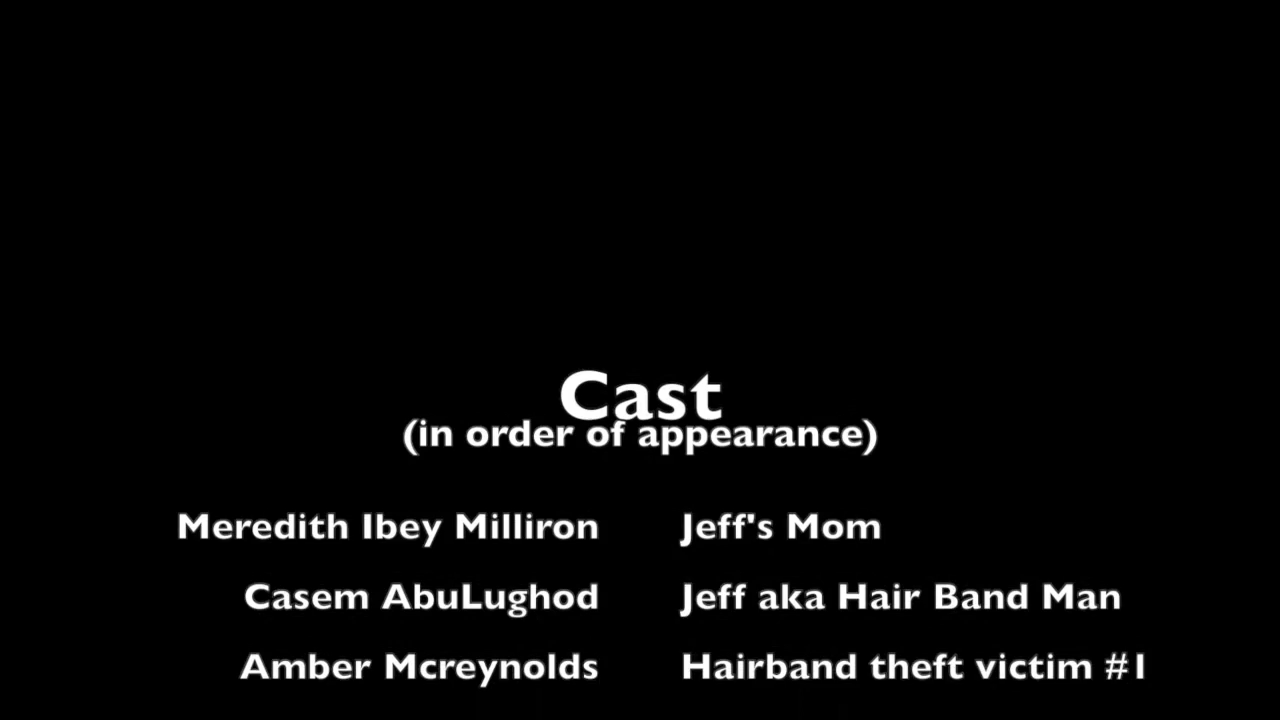 Cast
(in order of appearance)
Meredith Ibey Milliron Jeff's Mom
Casem AbuLughod Jeff aka Hair Band Man
Amber Mcreynolds Hairband theft victim #1